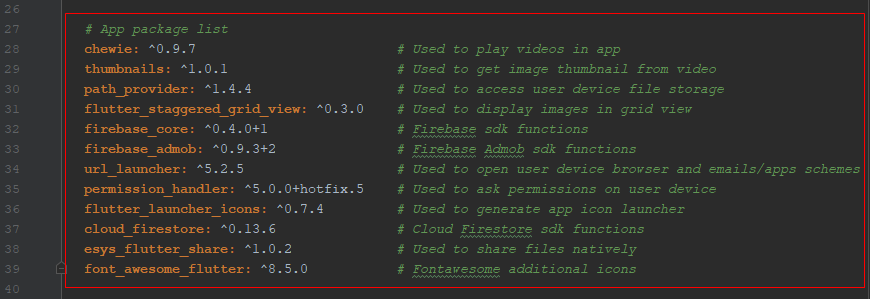 26
27 # App package list
28 chewie: ^0.9.7 # Used to play videos in app
29 thumbnails: ^1.0.1 # Used to get image thumbnail from video
30 path_provider: ^1.4.4 # Used to access user device file storage
31 flutter_staggered_grid_view: ^0.3.0 # Used to display images in grid view
32 firebase_core: ^0.4.0+1 # Firebase sdk functions
33 firebase_admob: ^0.9.3+2 # Firebase Admob sdk functions
34 url_launcher: ^5.2.5 # Used to open user device browser and emails/apps schemes
35 permission_handler: ^5.0.0+hotfix.5 # Used to ask permissions on user device
36 flutter_launcher_icons: ^0.7.4 # Used to generate app icon launcher
37 cloud_firestore: ^0.13.6 # Cloud Firestore sdk functions
38 esys_flutter_share: ^1.0.2 # Used to share files natively
39 font_awesome_flutter: ^8.5.0 # Fontawesome additional icons
40